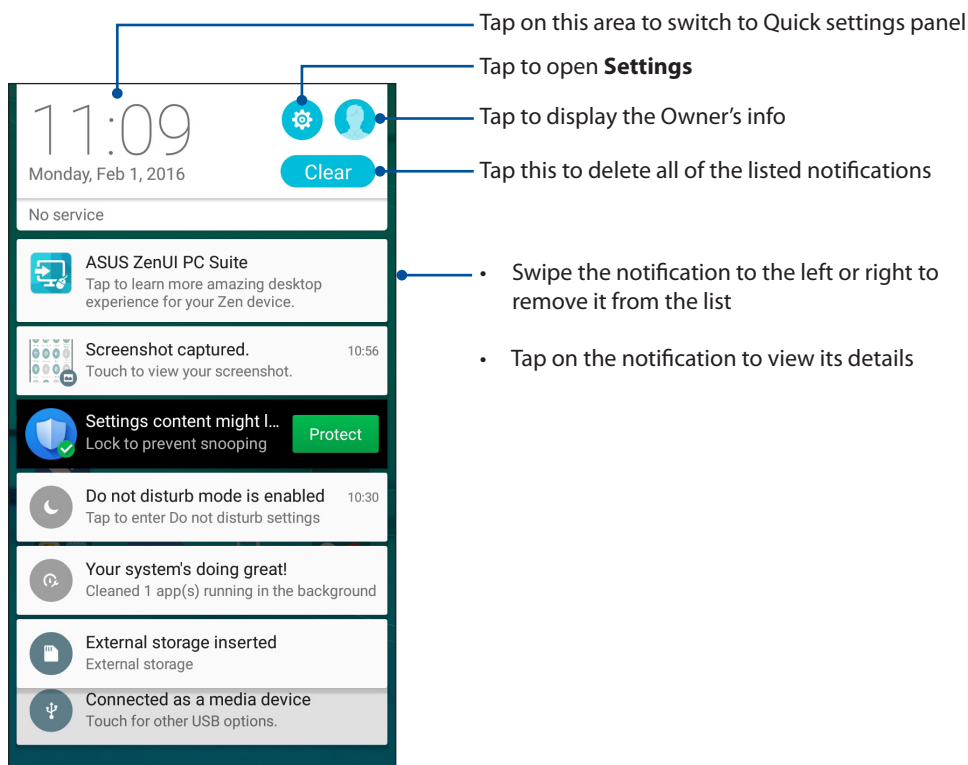 Tap on this area to switch to Quick settings panel
Tap to open Settings
Tap to display the Owner’s info
Tap this to delete all of the listed notifications
• Swipe the notification to the left or right to
remove it from the list
• Tap on the notification to view its details
11:09
Monday, Feb 1, 2016
Clear
No service
ASUS ZenUI PC Suite
Tap to learn more amazing desktop
experience for your Zen device.
Screenshot captured. 10:56
Touch to view your screenshot.
Settings content might l...
Lock to prevent snooping
Protect
Do not disturb mode is enabled 10:30
Tap to enter Do not disturb settings
Your system's doing great!
Cleaned 1 app(s) running in the background
External storage inserted
External storage
Connected as a media device
Touch for other USB options.